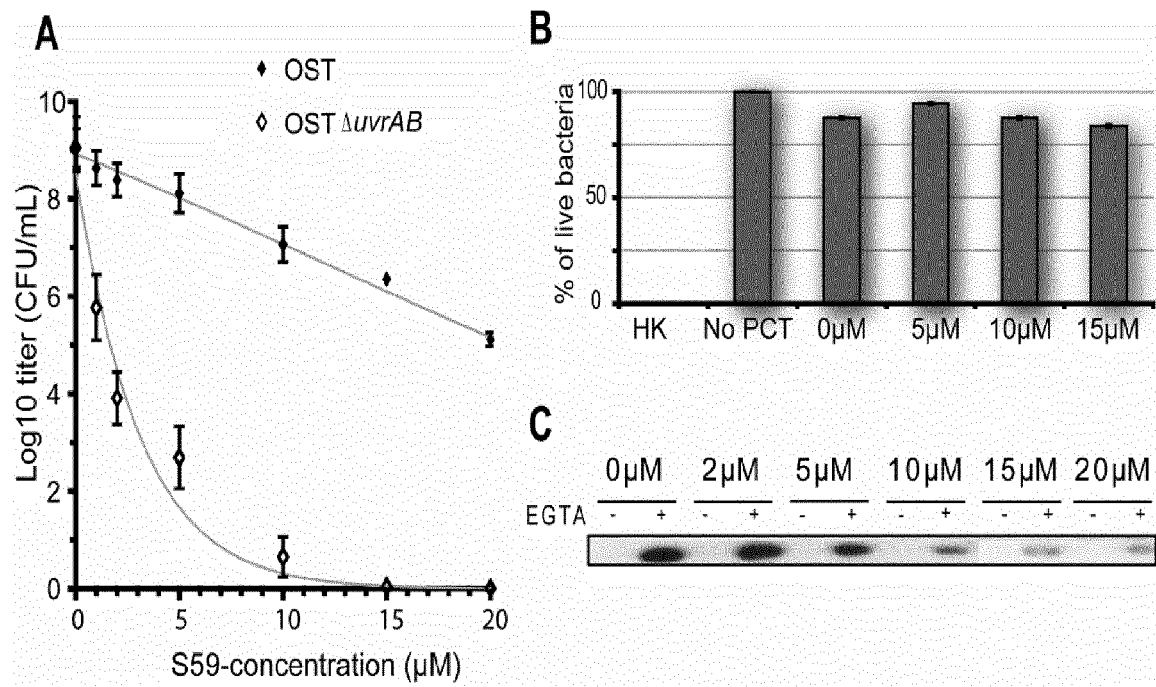 A
OST
OST ΔuvrAB
10
8
6
4
2
0
Log10 titer (CFU/mL)
0 5 10 15 20
S59-concentration (µM)
B
100
50
0
% of live bacteria
HK No PCT 0µM 5µM 10µM 15µM
C
0µM 2µM 5µM 10µM 15µM 20µM
EGTA - + - + - + - + - + - +